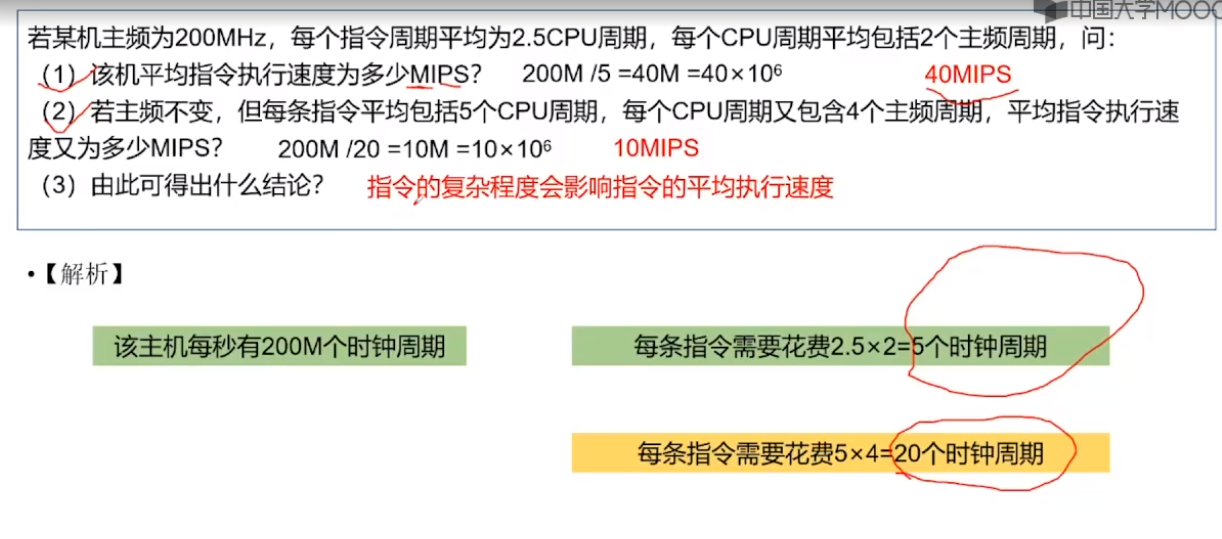 中国大学MOOC
若某机主频为200MHz，每个指令周期平均为2.5CPU周期，每个CPU周期平均包括2个主频周期，问：
（1）该机平均指令执行速度为多少MIPS？ 200M /5 =40M =40×10⁶ 40MIPS
（2）若主频不变，但每条指令平均包括5个CPU周期，每个CPU周期又包含4个主频周期，平均指令执行速
度又为多少MIPS？ 200M /20 =10M =10×10⁶ 10MIPS
（3）由此可得出什么结论？ 指令的复杂程度会影响指令的平均执行速度
•【解析】
该主机每秒有200M个时钟周期 每条指令需要花费2.5×2=5个时钟周期
每条指令需要花费5×4=20个时钟周期